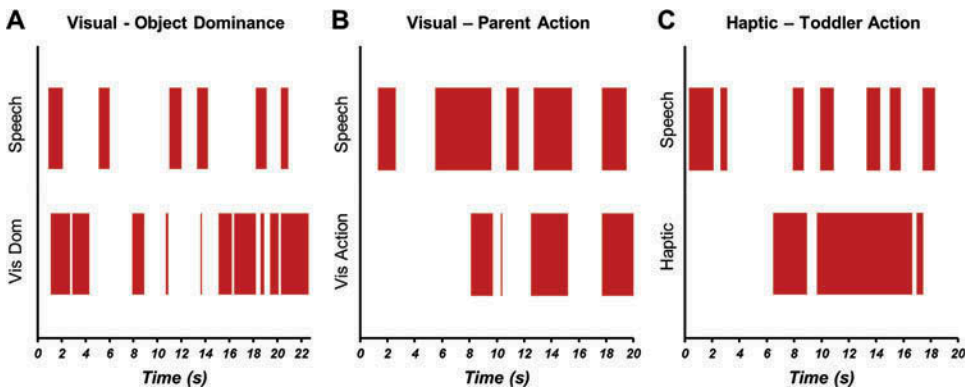 A Visual - Object Dominance
Speech
Vis Dom
0 2 4 6 8 10 12 14 16 18 20 22
Time (s)
B Visual – Parent Action
Speech
Vis Action
0 2 4 6 8 10 12 14 16 18 20
Time (s)
C Haptic – Toddler Action
Speech
Haptic
0 2 4 6 8 10 12 14 16 18 20
Time (s)